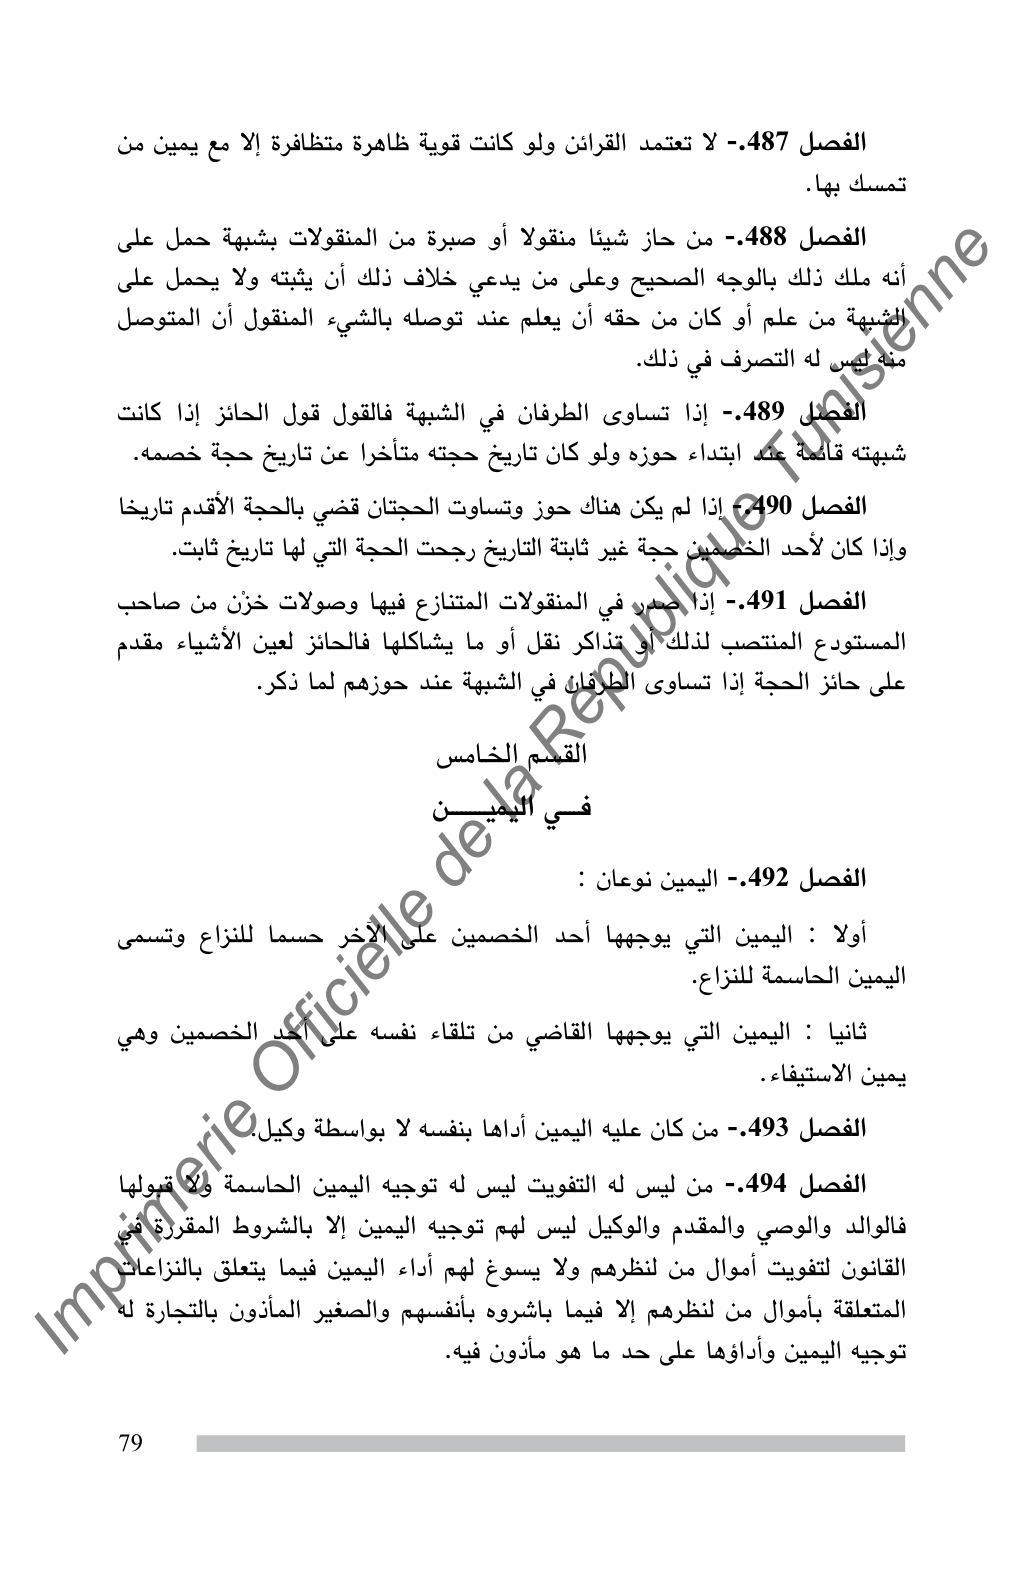 الفصل 487.- لا تعتمد القرائن ولو كانت قوية ظاهرة متظافرة إلا مع يمين من
تمسك بها.
الفصل 488.- من حاز شيئا منقولا أو صبرة من المنقولات بشبهة حمل على
أنه ملك ذلك بالوجه الصحيح وعلى من يدعي خلاف ذلك أن يثبته ولا يحمل على
الشبهة من علم أو كان من حقه أن يعلم عند توصله بالشيء المنقول أن المتوصل
منه ليس له التصرف في ذلك.
الفصل 489.- إذا تساوى الطرفان في الشبهة فالقول قول الحائز إذا كانت
شبهته قائمة عند ابتداء حوزه ولو كان تاريخ حجته متأخرا عن تاريخ حجة خصمه.
الفصل 490.- إذا لم يكن هناك حوز وتساوت الحجتان قضي بالحجة الأقدم تاريخا
وإذا كان لأحد الخصمين حجة غير ثابتة التاريخ رجحت الحجة التي لها تاريخ ثابت.
الفصل 491.- إذا صدر في المنقولات المتنازع فيها وصولات خزْن من صاحب
المستودع المنتصب لذلك أو تذاكر نقل أو ما يشاكلها فالحائز لعين الأشياء مقدم
على حائز الحجة إذا تساوى الطرفان في الشبهة عند حوزهم لما ذكر.
القسم الخامس
فـــي اليميـــــن
الفصل 492.- اليمين نوعان :
أولا : اليمين التي يوجهها أحد الخصمين على الآخر حسما للنزاع وتسمى
اليمين الحاسمة للنزاع.
ثانيا : اليمين التي يوجهها القاضي من تلقاء نفسه على أحد الخصمين وهي
يمين الاستيفاء.
الفصل 493.- من كان عليه اليمين أداها بنفسه لا بواسطة وكيل.
الفصل 494.- من ليس له التفويت ليس له توجيه اليمين الحاسمة ولا قبولها
فالوالد والوصي والمقدم والوكيل ليس لهم توجيه اليمين إلا بالشروط المقررة في
القانون لتفويت أموال من لنظرهم ولا يسوغ لهم أداء اليمين فيما يتعلق بالنزاعات
المتعلقة بأموال من لنظرهم إلا فيما باشروه بأنفسهم والصغير المأذون بالتجارة له
توجيه اليمين وأداؤها على حد ما هو مأذون فيه.
79
Imprimerie Officielle de la République Tunisienne